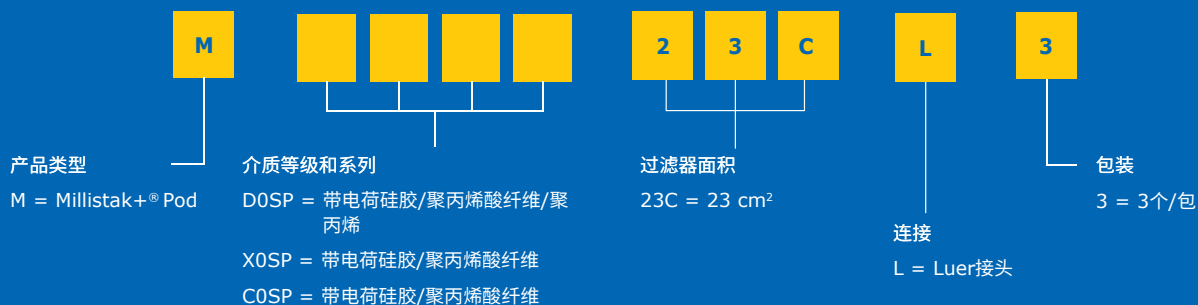 M 2 3 C L 3
产品类型
M = Millistak+® Pod
介质等级和系列
D0SP = 带电荷硅胶/聚丙烯酸纤维/聚
丙烯
X0SP = 带电荷硅胶/聚丙烯酸纤维
C0SP = 带电荷硅胶/聚丙烯酸纤维
过滤器面积
23C = 23 cm²
连接
L = Luer接头
包装
3 = 3个/包